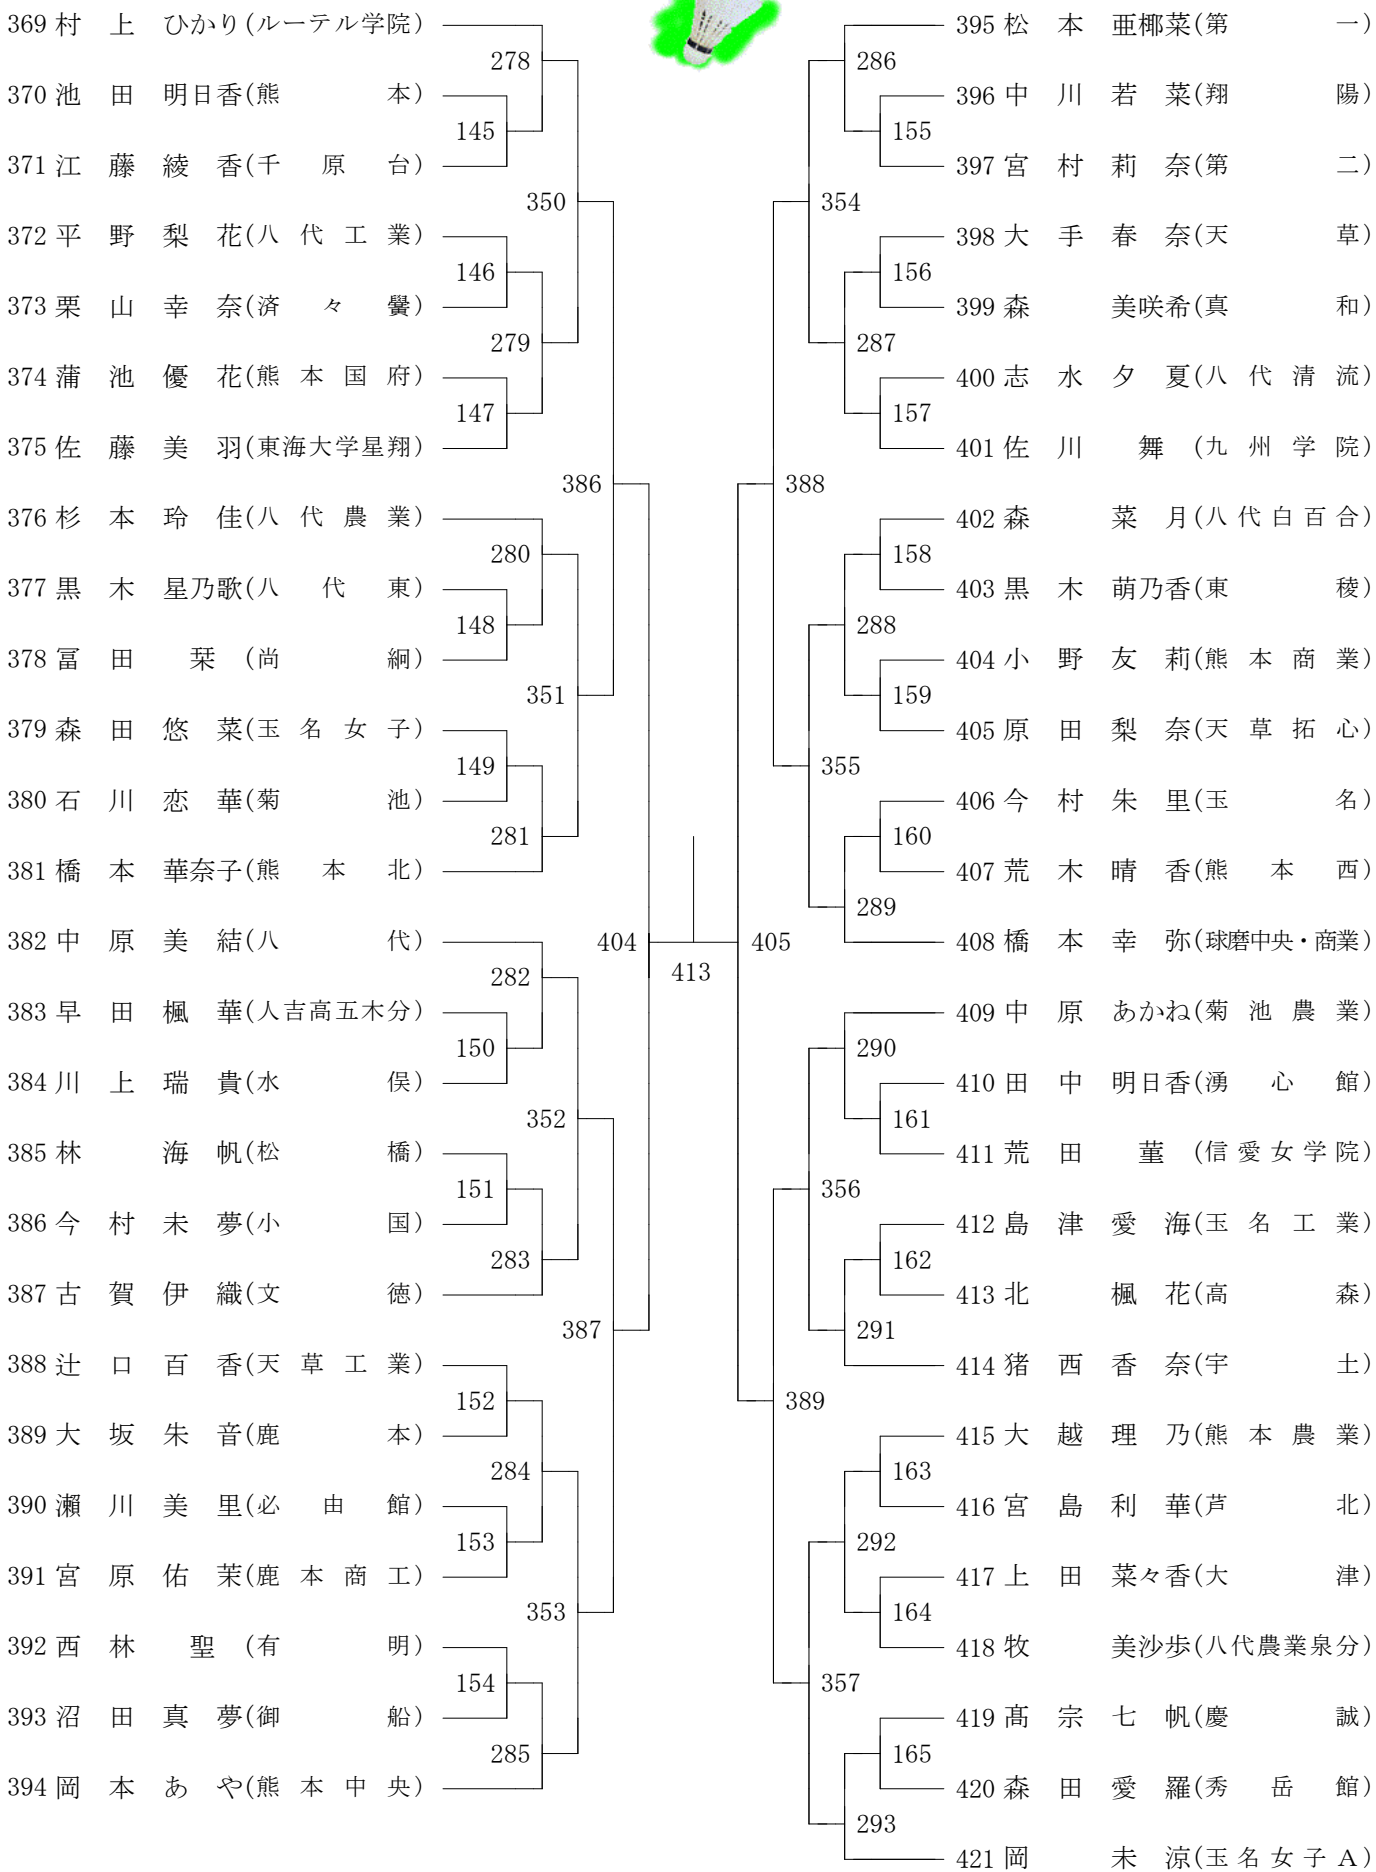 369 村上 ひかり(ルーテル学院)
278
370 池田 明日香(熊本)
145
371 江藤綾香(千原台)
350
372 平野梨花(八代工業)
146
373 栗山幸奈(済々黌)
279
374 蒲池優花(熊本国府)
147
375 佐藤美羽(東海大学星翔)
386
376 杉本玲佳(八代農業)
280
377 黒木 星乃歌(八代東)
148
378 冨田 栞(尚絅)
351
379 森田悠菜(玉名女子)
149
380 石川恋華(菊池)
281
381 橋本 華奈子(熊本北)
404
382 中原美結(八代)
282
383 早田楓華(人吉高五木分)
150
384 川上瑞貴(水俣)
352
385 林 海帆(松橋)
151
386 今村未夢(小国)
283
387 古賀伊織(文徳)
387
388 辻口百香(天草工業)
152
389 大坂朱音(鹿本)
284
390 瀬川美里(必由館)
153
391 宮原佑茉(鹿本商工)
353
392 西林 聖(有明)
154
393 沼田真夢(御船)
285
394 岡本あや(熊本中央)
413
395 松本 亜椰菜(第一)
286
396 中川若菜(翔陽)
155
397 宮村莉奈(第二)
354
398 大手春奈(天草)
156
399 森 美咲希(真和)
287
400 志水夕夏(八代清流)
157
401 佐川 舞(九州学院)
388
402 森 菜月(八代白百合)
158
403 黒木 萌乃香(東稜)
288
404 小野友莉(熊本商業)
159
405 原田梨奈(天草拓心)
355
406 今村朱里(玉名)
160
407 荒木晴香(熊本西)
289
408 橋本幸弥(球磨中央・商業)
405
409 中原 あかね(菊池農業)
290
410 田中 明日香(湧心館)
161
411 荒田 菫(信愛女学院)
356
412 島津愛海(玉名工業)
162
413 北 楓花(高森)
291
414 猪西香奈(宇土)
389
415 大越理乃(熊本農業)
163
416 宮島利華(芦北)
292
417 上田 菜々香(大津)
164
418 牧 美沙歩(八代農業泉分)
357
419 髙宗七帆(慶誠)
165
420 森田愛羅(秀岳館)
293
421 岡 未涼(玉名女子A)